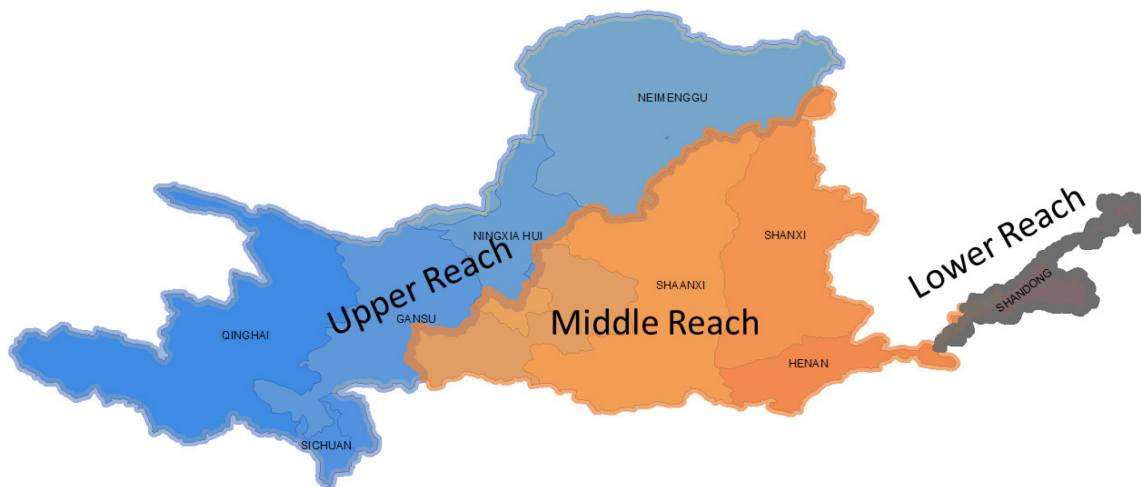 NEIMENGGU
NINGXIA HUI
SHANXI
Lower Reach
SHANDONG
Upper Reach
SHAANXI
GANSU
Middle Reach
QINGHAI
HENAN
SICHUAN